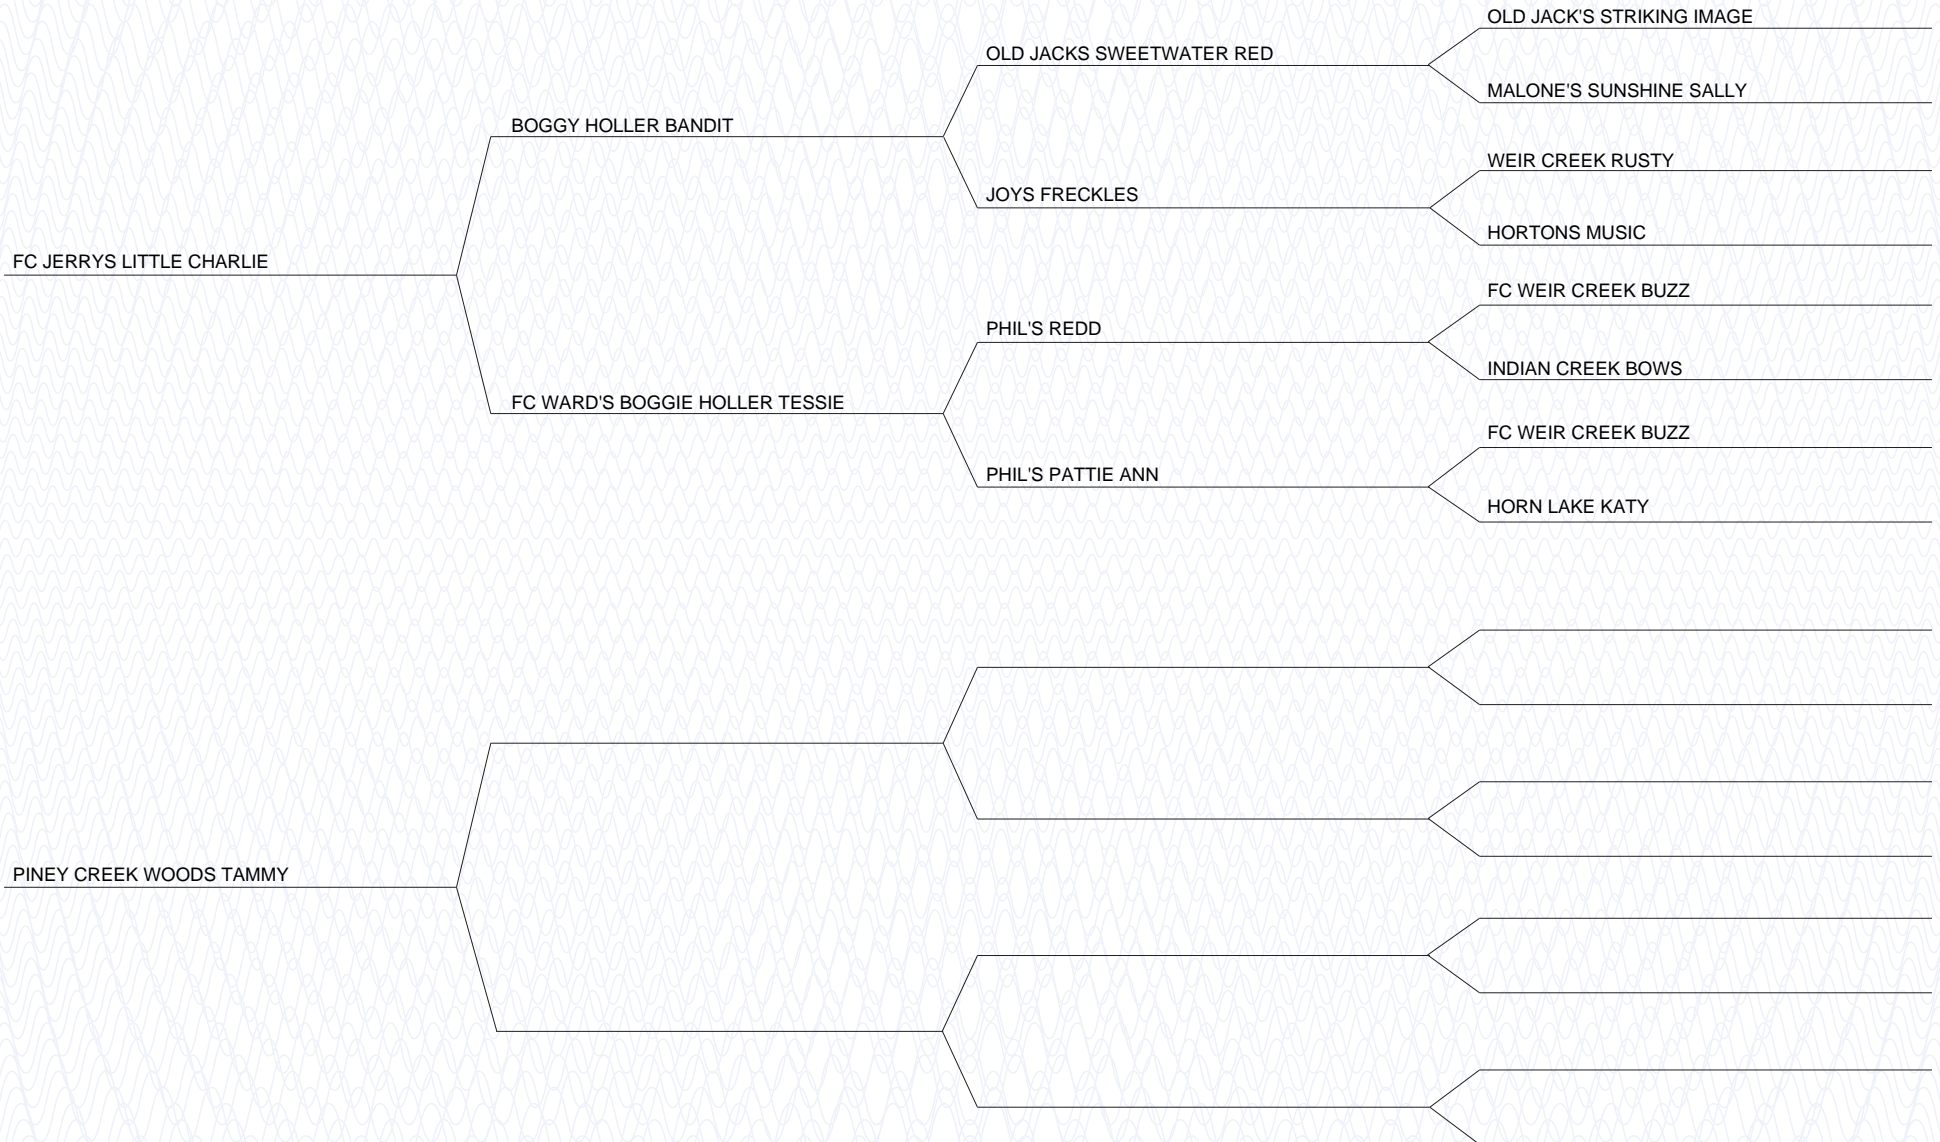 OLD JACK'S STRIKING IMAGE
OLD JACKS SWEETWATER RED
MALONE'S SUNSHINE SALLY
BOGGY HOLLER BANDIT
WEIR CREEK RUSTY
JOYS FRECKLES
HORTONS MUSIC
FC JERRYS LITTLE CHARLIE
FC WEIR CREEK BUZZ
PHIL'S REDD
INDIAN CREEK BOWS
FC WARD'S BOGGIE HOLLER TESSIE
FC WEIR CREEK BUZZ
PHIL'S PATTIE ANN
HORN LAKE KATY
PINEY CREEK WOODS TAMMY